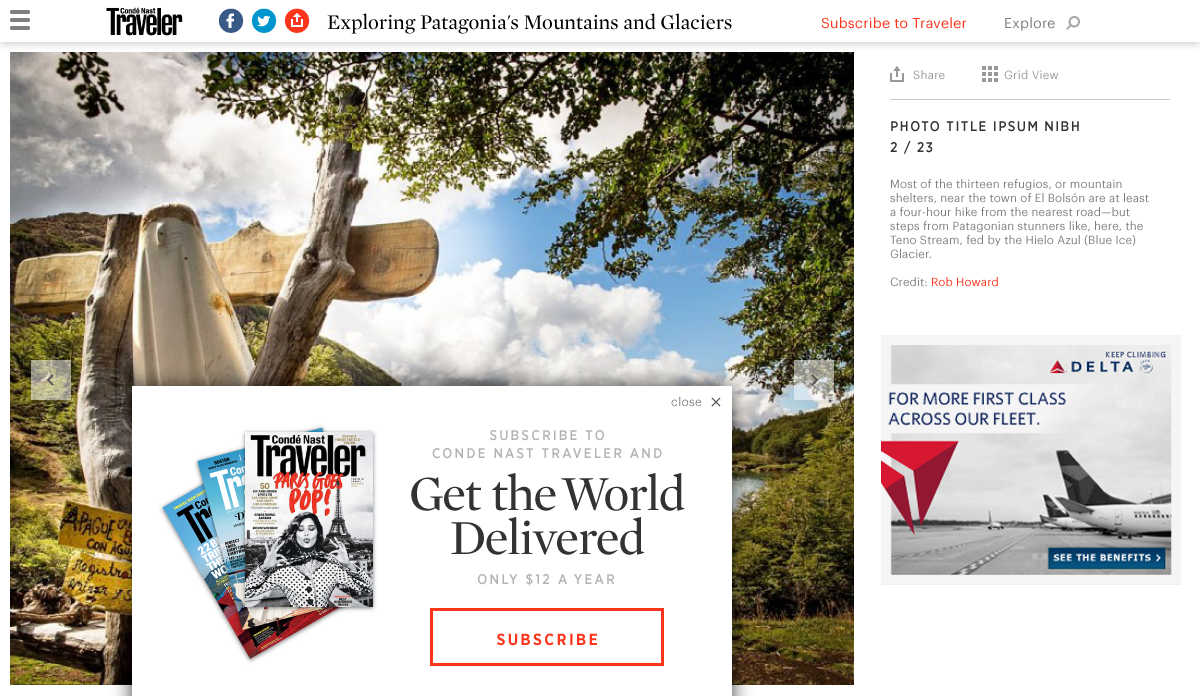 Condé Nast
Traveler
Exploring Patagonia's Mountains and Glaciers
Subscribe to Traveler
Explore
Share
Grid View
PHOTO TITLE IPSUM NIBH
2 / 23
Most of the thirteen refugios, or mountain
shelters, near the town of El Bolsón are at least
a four-hour hike from the nearest road—but
steps from Patagonian stunners like, here, the
Teno Stream, fed by the Hielo Azul (Blue Ice)
Glacier.
Credit: Rob Howard
KEEP CLIMBING
DELTA
FOR MORE FIRST CLASS
ACROSS OUR FLEET.
SEE THE BENEFITS >
close
SUBSCRIBE TO
CONDE NAST TRAVELER AND
Get the World
Delivered
ONLY $12 A YEAR
SUBSCRIBE
Condé Nast
Traveler
50
PARIS GOES
POP!
APAGUE
CON AGUA
Registra